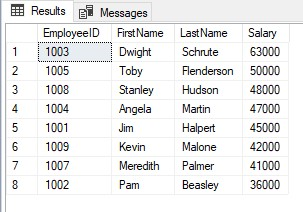 Results Messages
EmployeeID FirstName LastName Salary
1 1003 Dwight Schrute 63000
2 1005 Toby Flenderson 50000
3 1008 Stanley Hudson 48000
4 1004 Angela Martin 47000
5 1001 Jim Halpert 45000
6 1009 Kevin Malone 42000
7 1007 Meredith Palmer 41000
8 1002 Pam Beasley 36000